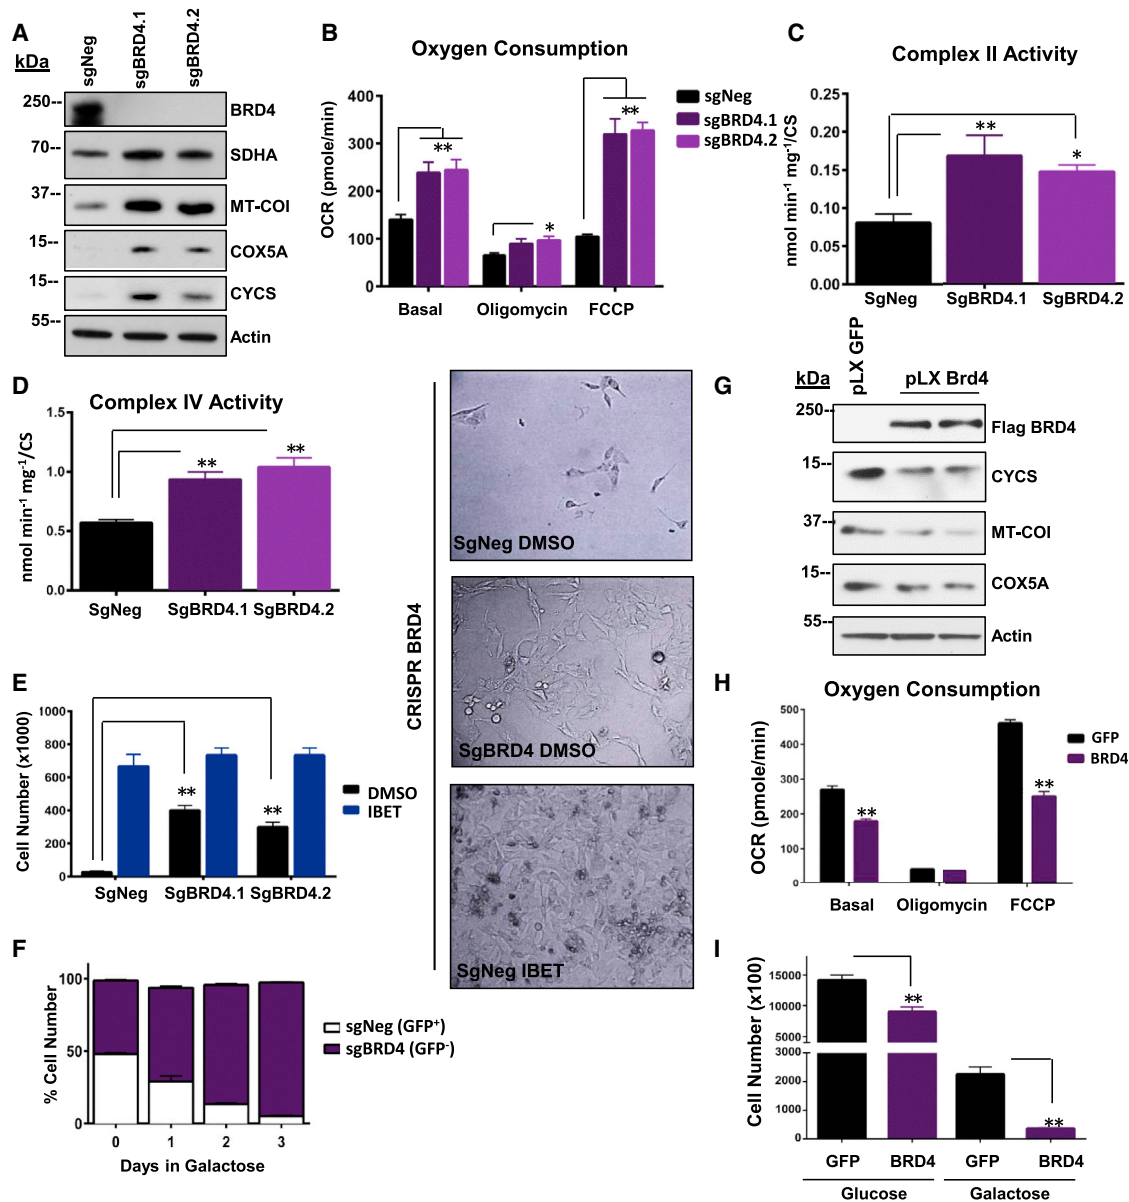 A
kDa
sgNeg
sgBRD4.1
sgBRD4.2
250--
BRD4
70--
SDHA
37--
MT-COI
15--
COX5A
15--
CYCS
55--
Actin
B
Oxygen Consumption
OCR (pmole/min)
400
300
200
100
0
**
*
**
Basal
Oligomycin
FCCP
sgNeg
sgBRD4.1
sgBRD4.2
C
Complex II Activity
nmol min⁻¹ mg⁻¹/CS
0.25
0.20
0.15
0.10
0.05
0.00
**
*
SgNeg
SgBRD4.1
SgBRD4.2
D
Complex IV Activity
nmol min⁻¹ mg⁻¹/CS
1.5
1.0
0.5
0.0
**
**
SgNeg
SgBRD4.1
SgBRD4.2
E
Cell Number (x1000)
1000
800
600
400
200
0
**
**
SgNeg
SgBRD4.1
SgBRD4.2
DMSO
IBET
CRISPR BRD4
SgNeg DMSO
SgBRD4 DMSO
SgNeg IBET
F
% Cell Number
100
50
0
0
1
2
3
Days in Galactose
sgNeg (GFP⁺)
sgBRD4 (GFP⁻)
G
kDa
pLX GFP
pLX Brd4
250--
Flag BRD4
15--
CYCS
37--
MT-COI
15--
COX5A
55--
Actin
H
Oxygen Consumption
OCR (pmole/min)
500
400
300
200
100
0
**
**
Basal
Oligomycin
FCCP
GFP
BRD4
I
Cell Number (x100)
15000
10000
5000
3000
2000
1000
0
**
**
GFP
BRD4
GFP
BRD4
Glucose
Galactose